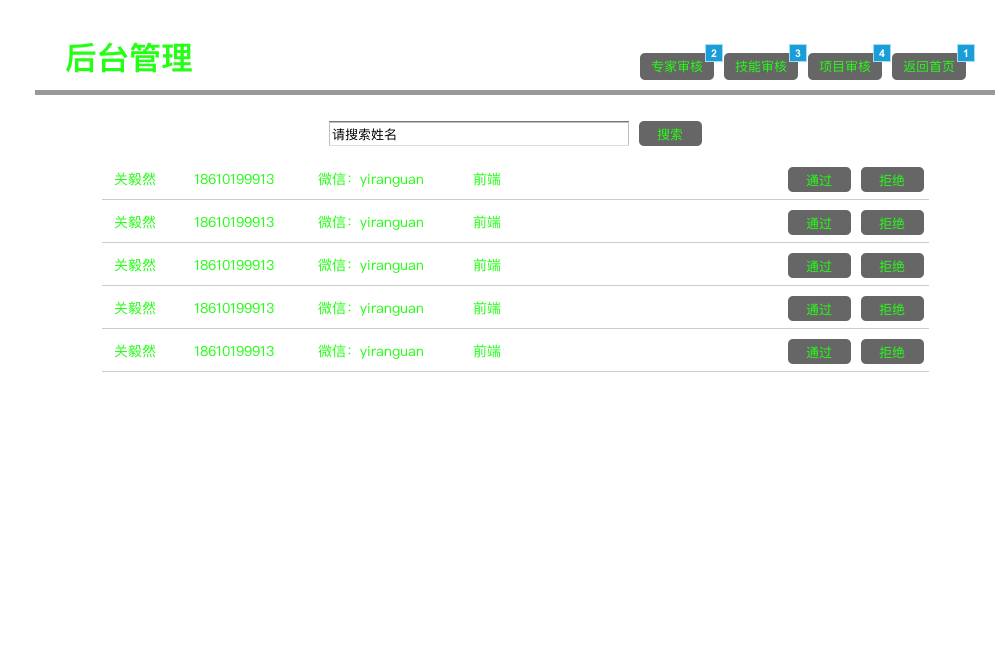 后台管理
专家审核 2 技能审核 3 项目审核 4 返回首页 1
请搜索姓名 搜索
关毅然 18610199913 微信：yiranguan 前端 通过 拒绝
关毅然 18610199913 微信：yiranguan 前端 通过 拒绝
关毅然 18610199913 微信：yiranguan 前端 通过 拒绝
关毅然 18610199913 微信：yiranguan 前端 通过 拒绝
关毅然 18610199913 微信：yiranguan 前端 通过 拒绝